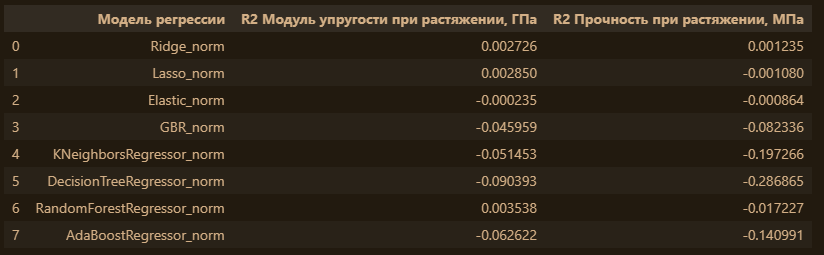 Модель регрессии R2 Модуль упругости при растяжении, ГПа R2 Прочность при растяжении, МПа
0 Ridge_norm 0.002726 0.001235
1 Lasso_norm 0.002850 -0.001080
2 Elastic_norm -0.000235 -0.000864
3 GBR_norm -0.045959 -0.082336
4 KNeighborsRegressor_norm -0.051453 -0.197266
5 DecisionTreeRegressor_norm -0.090393 -0.286865
6 RandomForestRegressor_norm 0.003538 -0.017227
7 AdaBoostRegressor_norm -0.062622 -0.140991